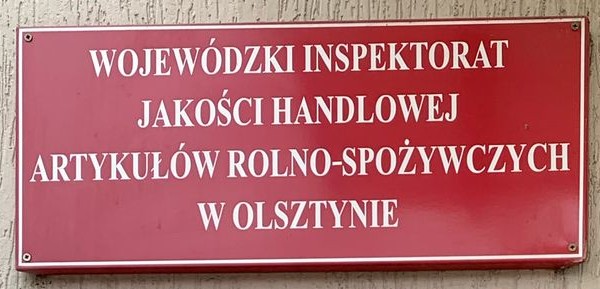 WOJEWÓDZKI INSPEKTORAT
JAKOŚCI HANDLOWEJ
ARTYKUŁÓW ROLNO-SPOŻYWCZYCH
W OLSZTYNIE